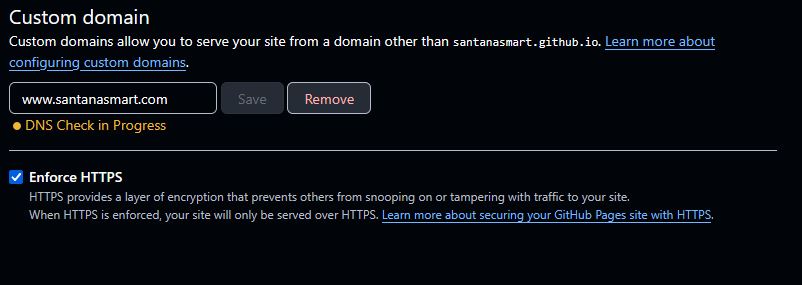 Custom domain
Custom domains allow you to serve your site from a domain other than santanasmart.github.io. Learn more about
configuring custom domains.
www.santanasmart.com Save Remove
DNS Check in Progress
Enforce HTTPS
HTTPS provides a layer of encryption that prevents others from snooping on or tampering with traffic to your site.
When HTTPS is enforced, your site will only be served over HTTPS. Learn more about securing your GitHub Pages site with HTTPS.